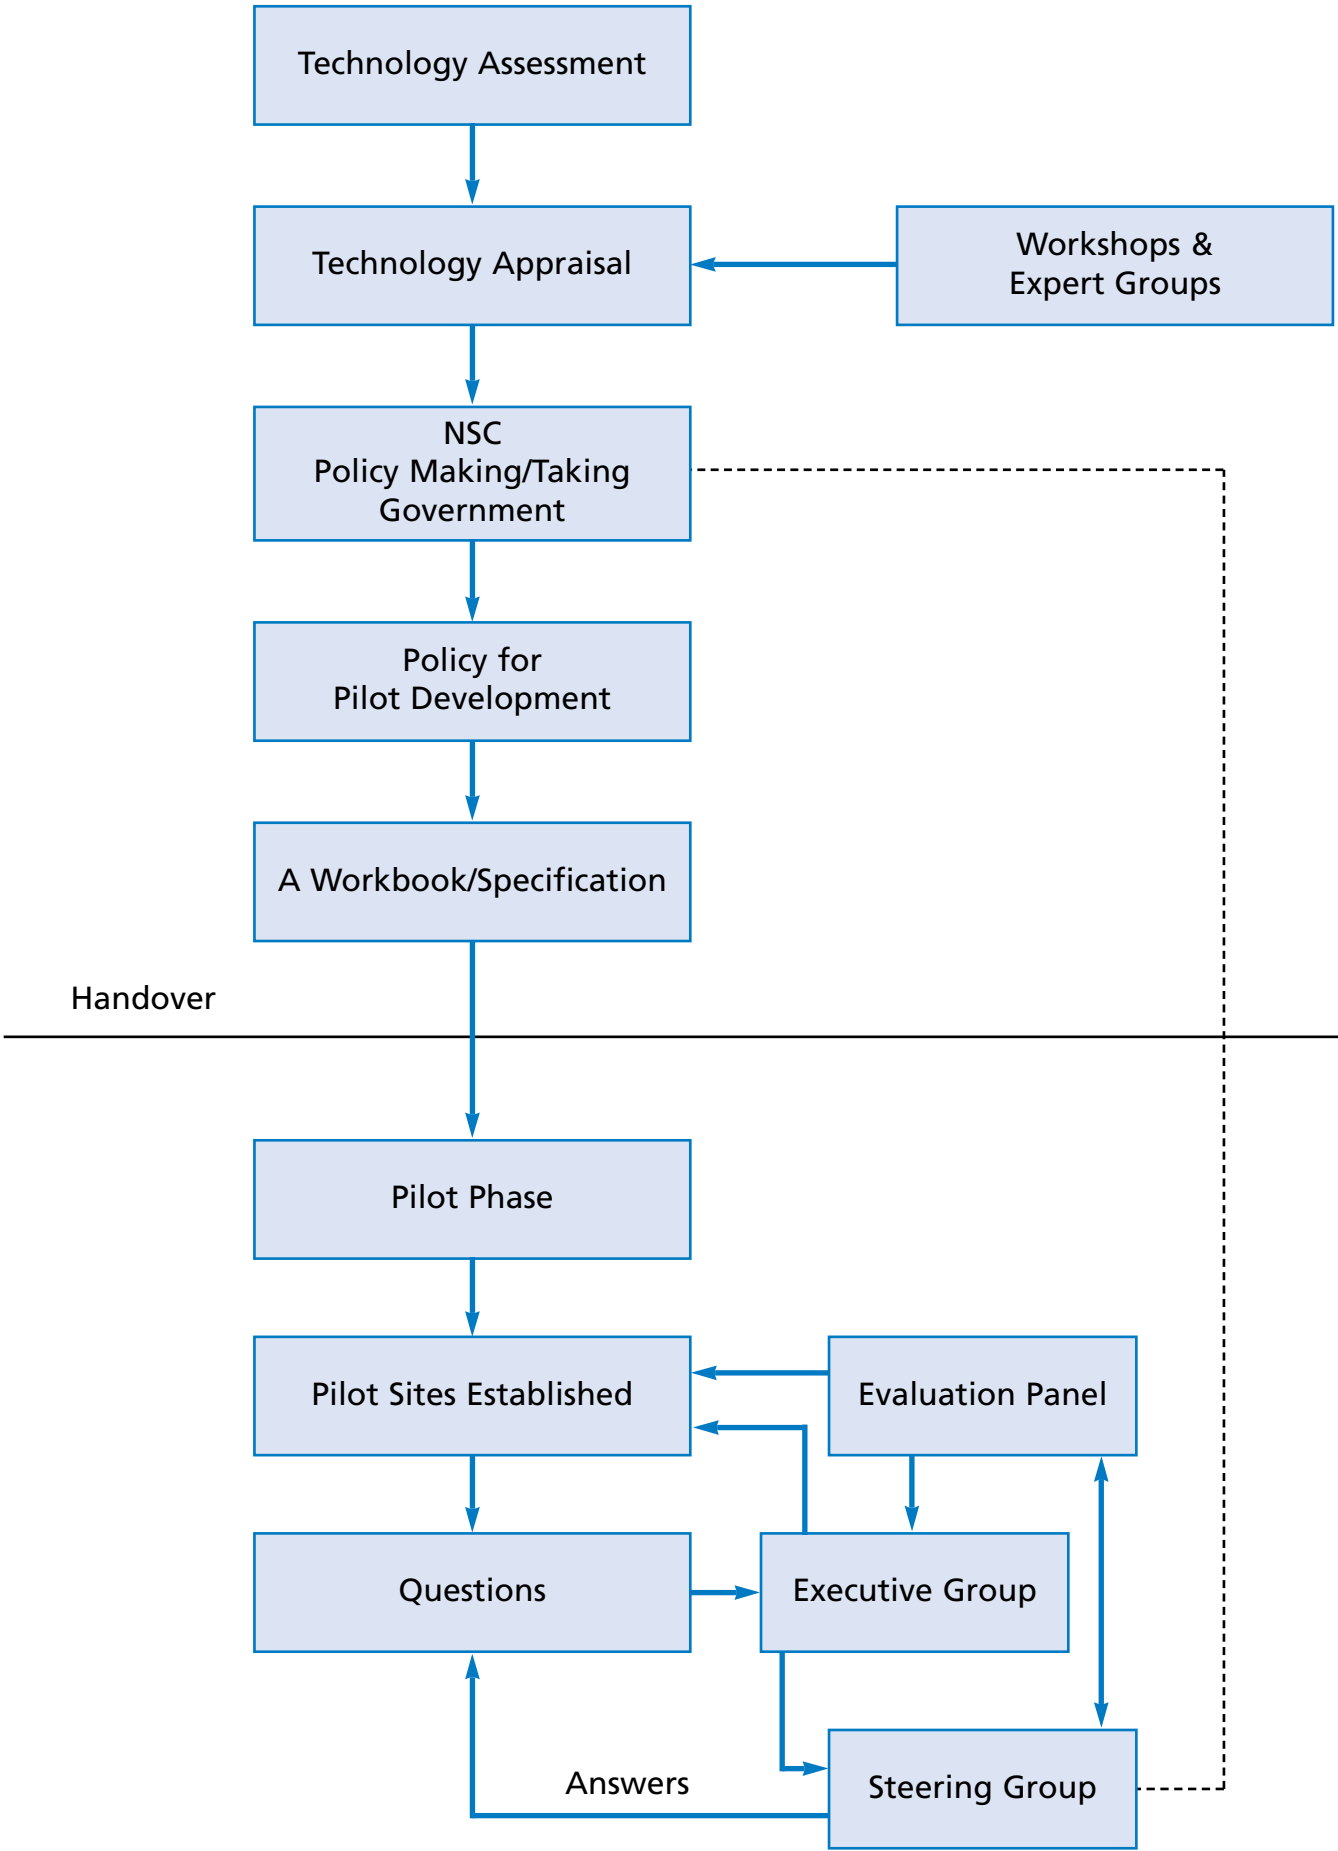 Technology Assessment
Technology Appraisal
Workshops &
Expert Groups
NSC
Policy Making/Taking
Government
Policy for
Pilot Development
A Workbook/Specification
Handover
Pilot Phase
Pilot Sites Established
Evaluation Panel
Questions
Executive Group
Answers
Steering Group